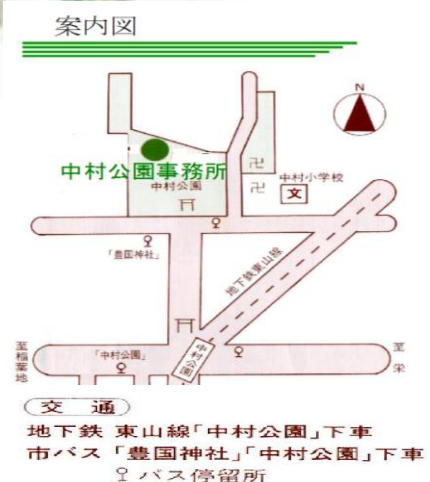 案内図
N
中村公園事務所
中村公園
中村小学校
文
「豊国神社」
地下鉄東山線
至稲葉地
「中村公園」
中村公園
至栄
交 通
地下鉄 東山線「中村公園」下車
市バス「豊国神社」「中村公園」下車
バス停留所